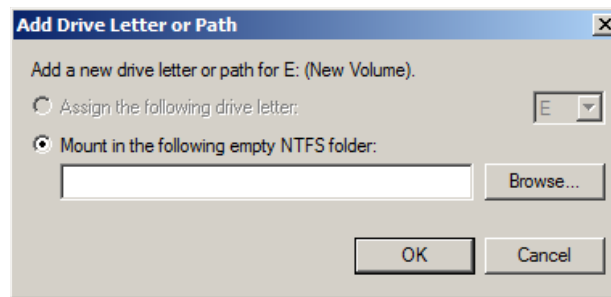 Add Drive Letter or Path
Add a new drive letter or path for E: (New Volume).
Assign the following drive letter:
E
Mount in the following empty NTFS folder:
Browse...
OK
Cancel